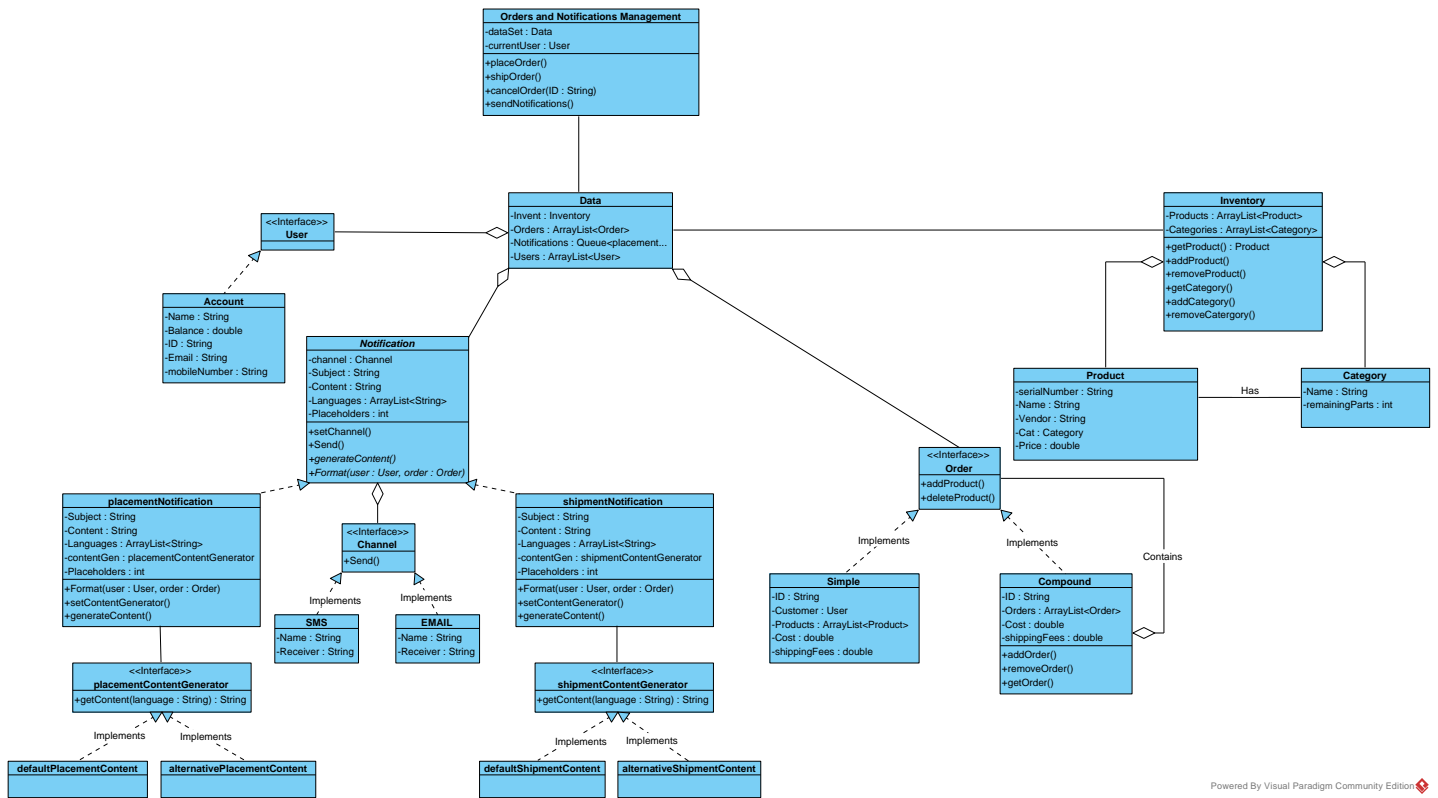 Orders and Notifications Management
-dataSet : Data
-currentUser : User
+placeOrder()
+shipOrder()
+cancelOrder(ID : String)
+sendNotifications()
Data
-Invent : Inventory
-Orders : ArrayList<Order>
-Notifications : Queue<placement...
-Users : ArrayList<User>
Inventory
-Products : ArrayList<Product>
-Categories : ArrayList<Category>
+getProduct() : Product
+addProduct()
+removeProduct()
+getCategory()
+addCategory()
+removeCatergory()
<<Interface>>
User
Account
-Name : String
-Balance : double
-ID : String
-Email : String
-mobileNumber : String
Notification
-channel : Channel
-Subject : String
-Content : String
-Languages : ArrayList<String>
-Placeholders : int
+setChannel()
+Send()
+generateContent()
+Format(user : User, order : Order)
Product
-serialNumber : String
-Name : String
-Vendor : String
-Cat : Category
-Price : double
Has
Category
-Name : String
-remainingParts : int
<<Interface>>
Order
+addProduct()
+deleteProduct()
placementNotification
-Subject : String
-Content : String
-Languages : ArrayList<String>
-contentGen : placementContentGenerator
-Placeholders : int
+Format(user : User, order : Order)
+setContentGenerator()
+generateContent()
<<Interface>>
Channel
+Send()
shipmentNotification
-Subject : String
-Content : String
-Languages : ArrayList<String>
-contentGen : shipmentContentGenerator
-Placeholders : int
+Format(user : User, order : Order)
+setContentGenerator()
+generateContent()
Implements
Implements
Contains
Implements
Implements
SMS
-Name : String
-Receiver : String
EMAIL
-Name : String
-Receiver : String
Simple
-ID : String
-Customer : User
-Products : ArrayList<Product>
-Cost : double
-shippingFees : double
Compound
-ID : String
-Orders : ArrayList<Order>
-Cost : double
-shippingFees : double
+addOrder()
+removeOrder()
+getOrder()
<<Interface>>
placementContentGenerator
+getContent(language : String) : String
<<Interface>>
shipmentContentGenerator
+getContent(language : String) : String
Implements
Implements
Implements
Implements
defaultPlacementContent
alternativePlacementContent
defaultShipmentContent
alternativeShipmentContent
Powered By Visual Paradigm Community Edition